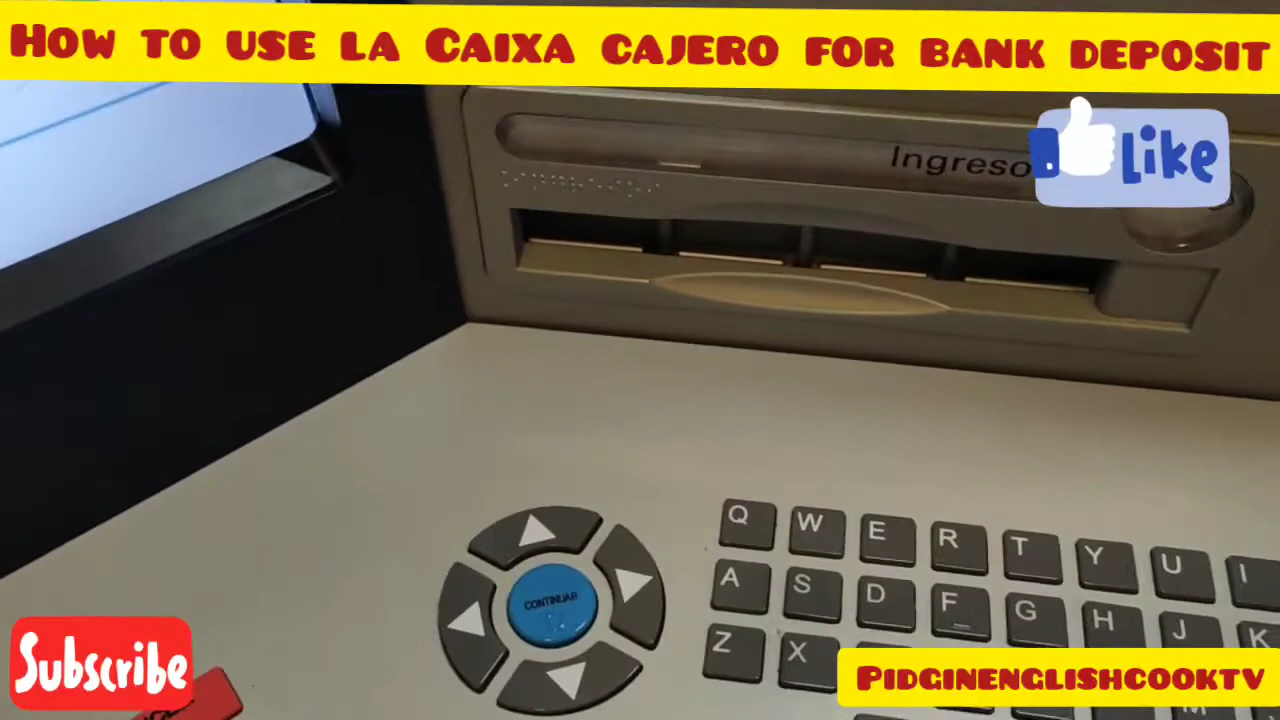 How to use la Caixa cajero for bank deposit
Ingreso
Like
CONTINUAR
Q W E R T Y U I
A S D F G H J K
Z X M
Subscribe
Pidginenglishcooktv